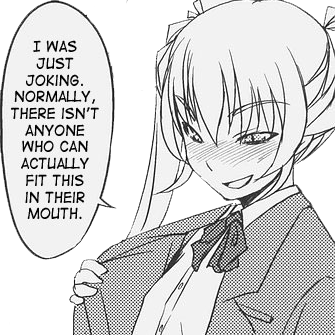 I WAS
JUST
JOKING.
NORMALLY,
THERE ISN'T
ANYONE
WHO CAN
ACTUALLY
FIT THIS
IN THEIR
MOUTH.